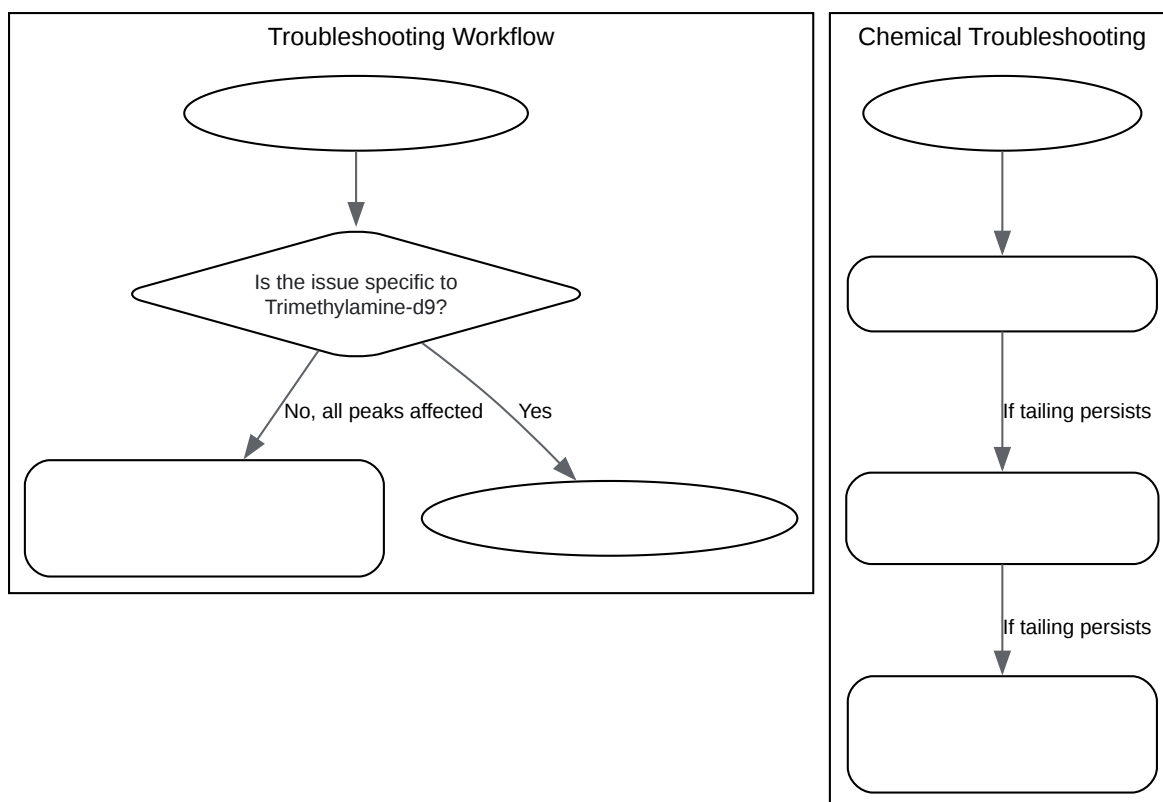 Troubleshooting Workflow
Is the issue specific to
Trimethylamine-d9?
No, all peaks affected
Yes
Chemical Troubleshooting
If tailing persists
If tailing persists